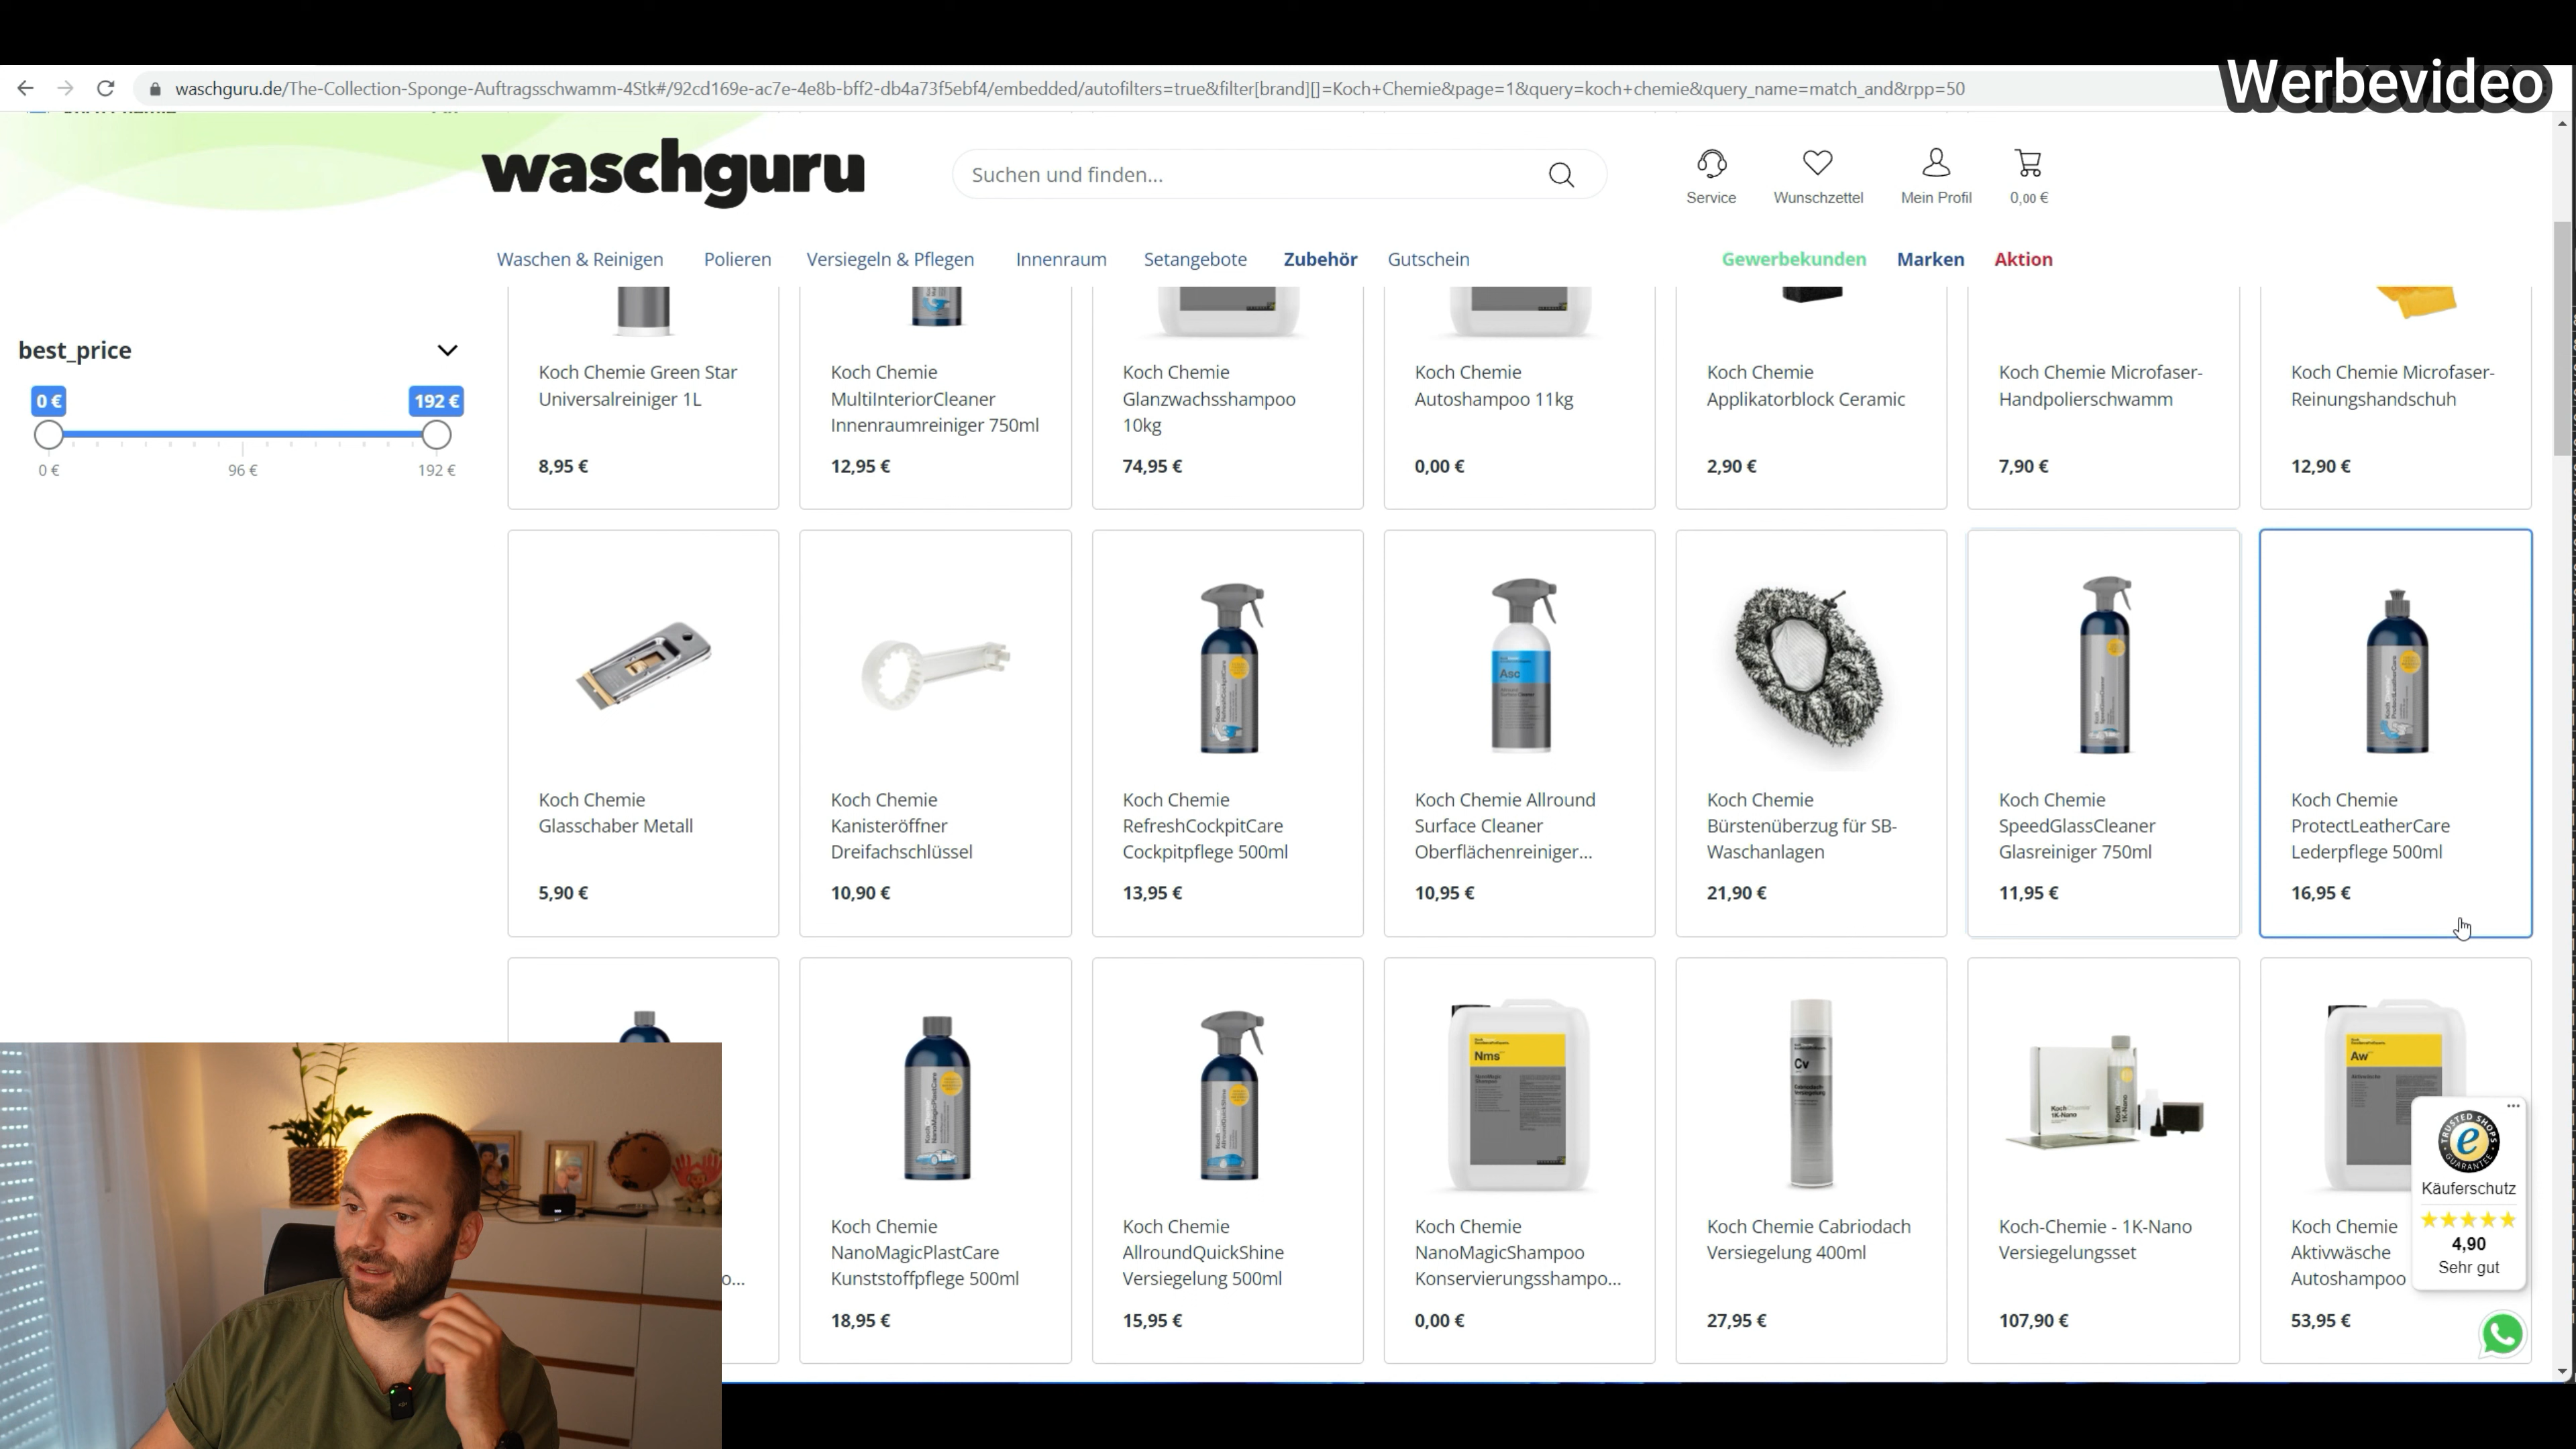 Werbevideo
waschguru.de/The-Collection-Sponge-Auftragsschwamm-4Stk#/92cd169e-ac7e-4e8b-bff2-db4a73f5ebf4/embedded/autofilters=true&filter[brand][]=Koch+Chemie&page=1&query=koch+chemie&query_name=match_and&rpp=50
waschguru
Suchen und finden...
Service
Wunschzettel
Mein Profil
0,00 €
Waschen & Reinigen
Polieren
Versiegeln & Pflegen
Innenraum
Setangebote
Zubehör
Gutschein
Gewerbekunden
Marken
Aktion
best_price
0 €
192 €
0 €
96 €
192 €
Koch Chemie Green Star
Universalreiniger 1L
8,95 €
Koch Chemie
MultiInteriorCleaner
Innenraumreiniger 750ml
12,95 €
Koch Chemie
Glanzwachsshampoo
10kg
74,95 €
Koch Chemie
Autoshampoo 11kg
0,00 €
Koch Chemie
Applikatorblock Ceramic
2,90 €
Koch Chemie Microfaser-
Handpolierschwamm
7,90 €
Koch Chemie Microfaser-
Reinungshandschuh
12,90 €
Koch Chemie
Glasschaber Metall
5,90 €
Koch Chemie
Kanisteröffner
Dreifachschlüssel
10,90 €
Koch Chemie
RefreshCockpitCare
Cockpitpflege 500ml
13,95 €
Asc
Koch Chemie Allround
Surface Cleaner
Oberflächenreiniger...
10,95 €
Koch Chemie
Bürstenüberzug für SB-
Waschanlagen
21,90 €
Koch Chemie
SpeedGlassCleaner
Glasreiniger 750ml
11,95 €
Koch Chemie
ProtectLeatherCare
Lederpflege 500ml
16,95 €
o...
Koch Chemie
NanoMagicPlastCare
Kunststoffpflege 500ml
18,95 €
Koch Chemie
AllroundQuickShine
Versiegelung 500ml
15,95 €
Nms
Koch Chemie
NanoMagicShampoo
Konservierungsshampo...
0,00 €
Cv
Koch Chemie Cabriodach
Versiegelung 400ml
27,95 €
KochChemie
1K-Nano
Koch-Chemie - 1K-Nano
Versiegelungsset
107,90 €
Aw
Koch Chemie
Aktivwäsche
Autoshampoo
53,95 €
TRUSTED SHOPS
e
GUARANTEE
Käuferschutz
4,90
Sehr gut